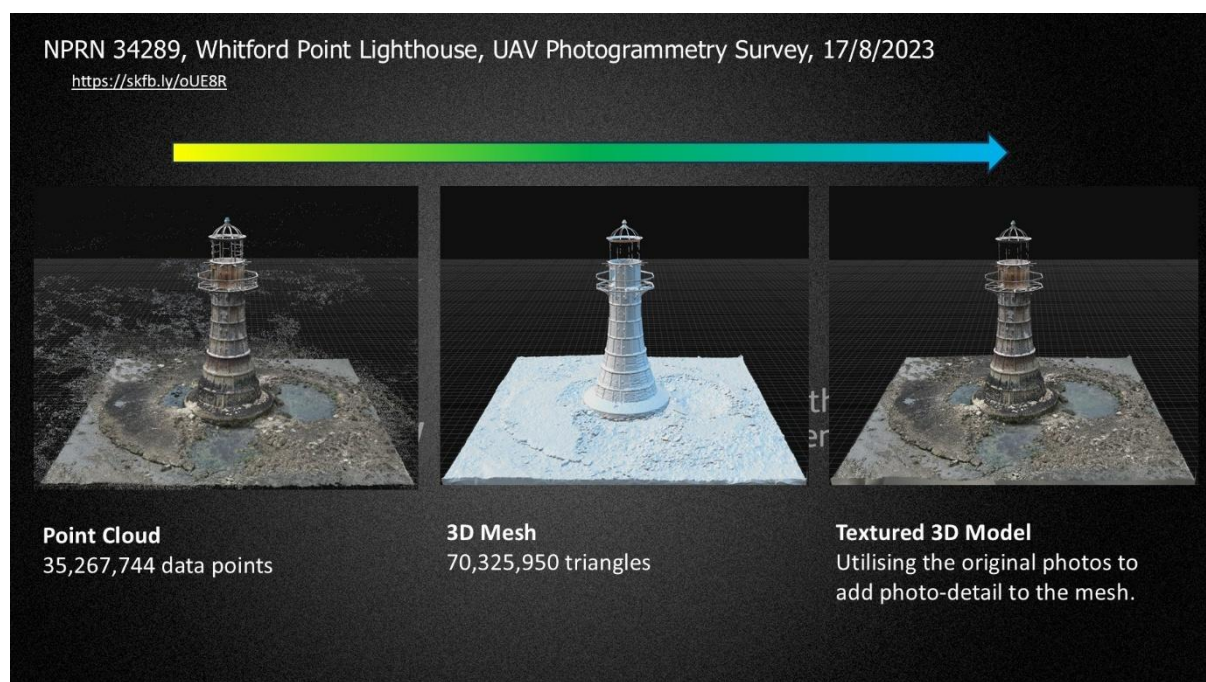 NPRN 34289, Whitford Point Lighthouse, UAV Photogrammetry Survey, 17/8/2023
https://skfb.ly/oUE8R
Point Cloud
35,267,744 data points
3D Mesh
70,325,950 triangles
Textured 3D Model
Utilising the original photos to
add photo-detail to the mesh.